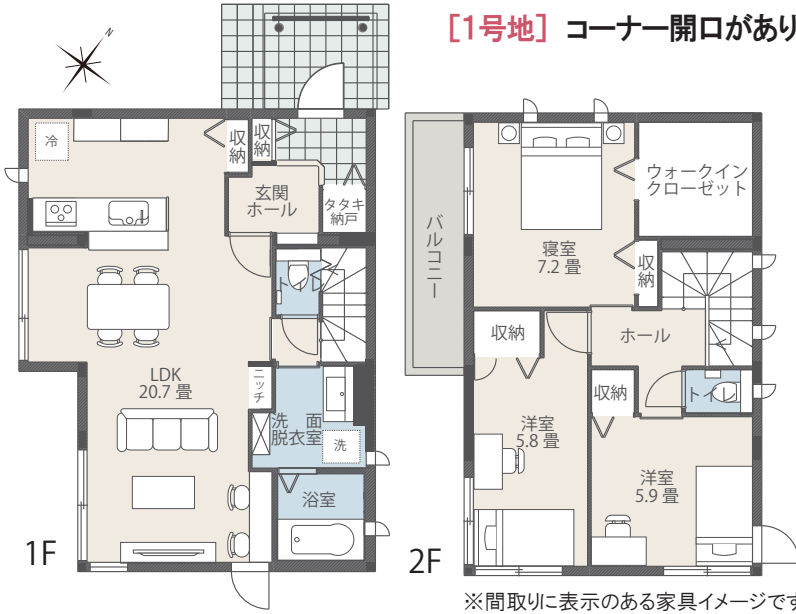 [1号地] コーナー開口があり
N
冷
収納
収納
玄関
ホール
タタキ
納戸
トイレ
LDK
20.7 畳
ニッチ
洗面
脱衣室
洗
浴室
1F
バルコニー
寝室
7.2 畳
ウォークイン
クローゼット
収納
収納
ホール
収納
トイレ
洋室
5.8 畳
洋室
5.9 畳
2F
※間取りに表示のある家具イメージです